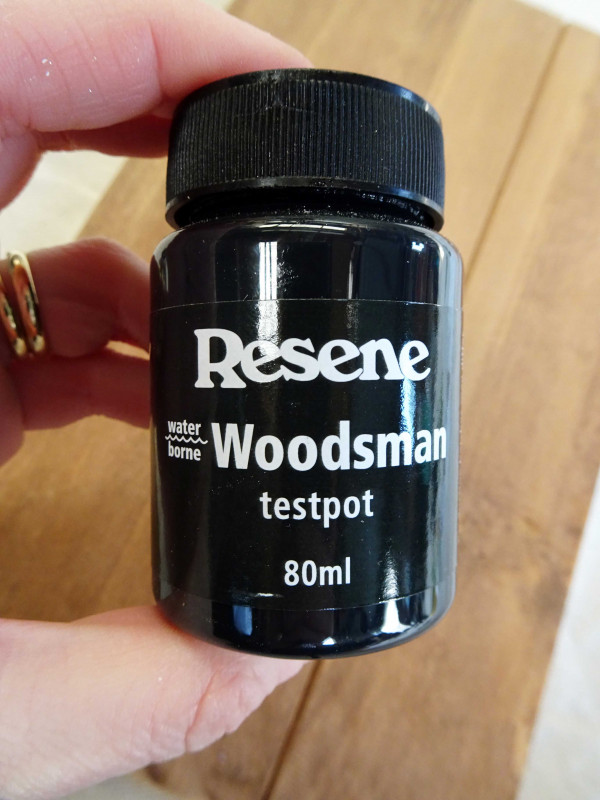 Resene
water
borne
Woodsman
testpot
80ml